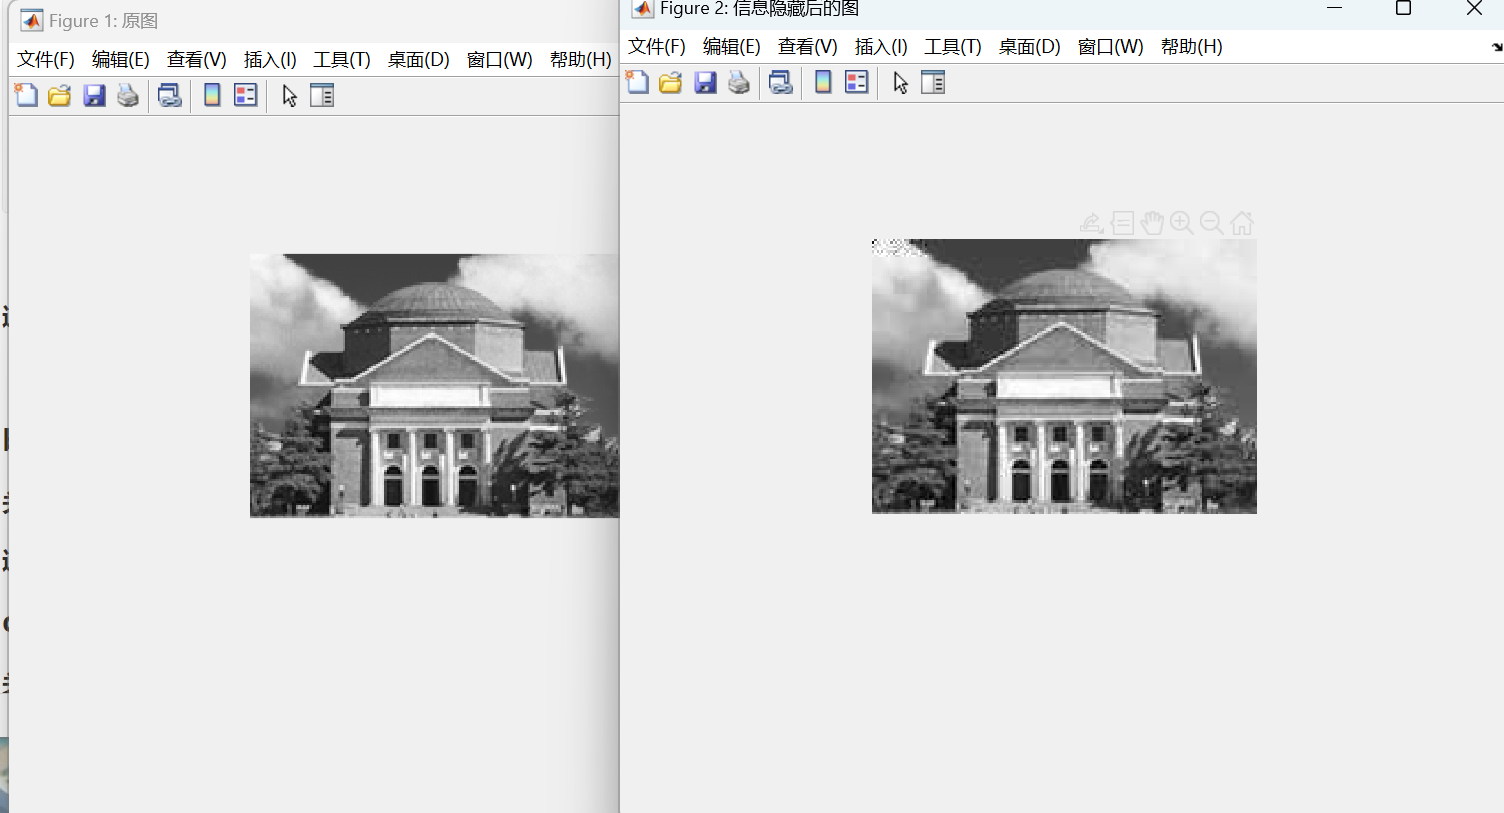 Figure 1: 原图
文件(F) 编辑(E) 查看(V) 插入(I) 工具(T) 桌面(D) 窗口(W) 帮助(H)
Figure 2: 信息隐藏后的图
文件(F) 编辑(E) 查看(V) 插入(I) 工具(T) 桌面(D) 窗口(W) 帮助(H)